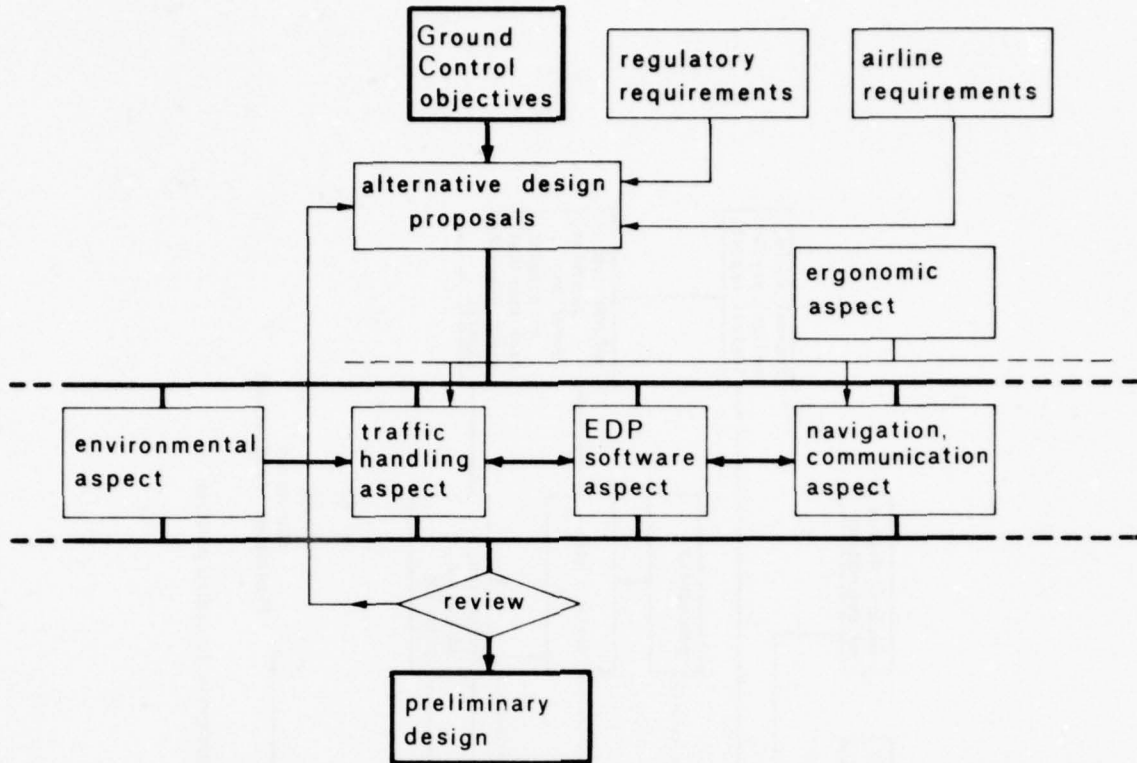 Ground
Control
objectives
regulatory
requirements
airline
requirements
alternative design
proposals
ergonomic
aspect
environmental
aspect
traffic
handling
aspect
EDP
software
aspect
navigation,
communication
aspect
review
preliminary
design